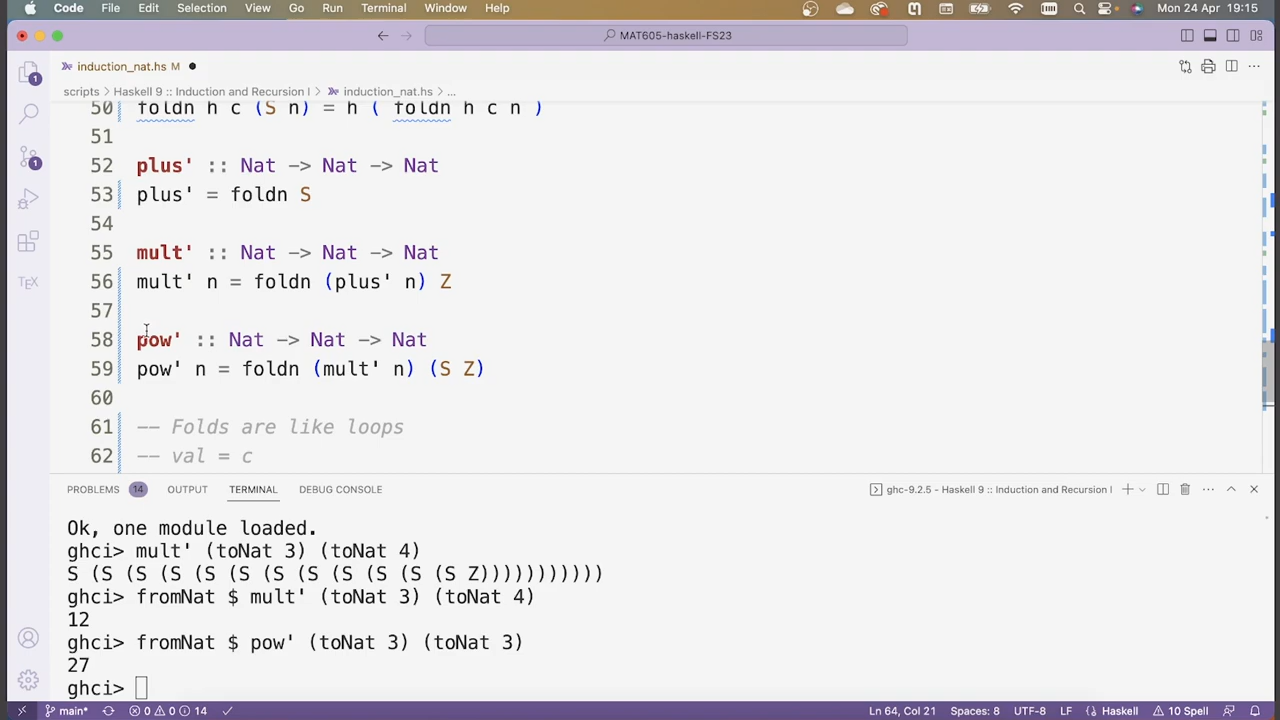 Code File Edit Selection View Go Run Terminal Window Help Mon 24 Apr 19:15
MAT605-haskell-FS23
induction_nat.hs M
scripts > Haskell 9 :: Induction and Recursion I > induction_nat.hs > ...
50 foldn h c (S n) = h ( foldn h c n )
51
52 plus' :: Nat -> Nat -> Nat
53 plus' = foldn S
54
55 mult' :: Nat -> Nat -> Nat
56 mult' n = foldn (plus' n) Z
57
58 pow' :: Nat -> Nat -> Nat
59 pow' n = foldn (mult' n) (S Z)
60
61 -- Folds are like loops
62 -- val = c
1
1
TEX
PROBLEMS 14 OUTPUT TERMINAL DEBUG CONSOLE ghc-9.2.5 - Haskell 9 :: Induction and Recursion I
Ok, one module loaded.
ghci> mult' (toNat 3) (toNat 4)
S (S (S (S (S (S (S (S (S (S (S (S Z)))))))))))
ghci> fromNat $ mult' (toNat 3) (toNat 4)
12
ghci> fromNat $ pow' (toNat 3) (toNat 3)
27
ghci>
main* 0 0 14 Ln 64, Col 21 Spaces: 8 UTF-8 LF Haskell 10 Spell